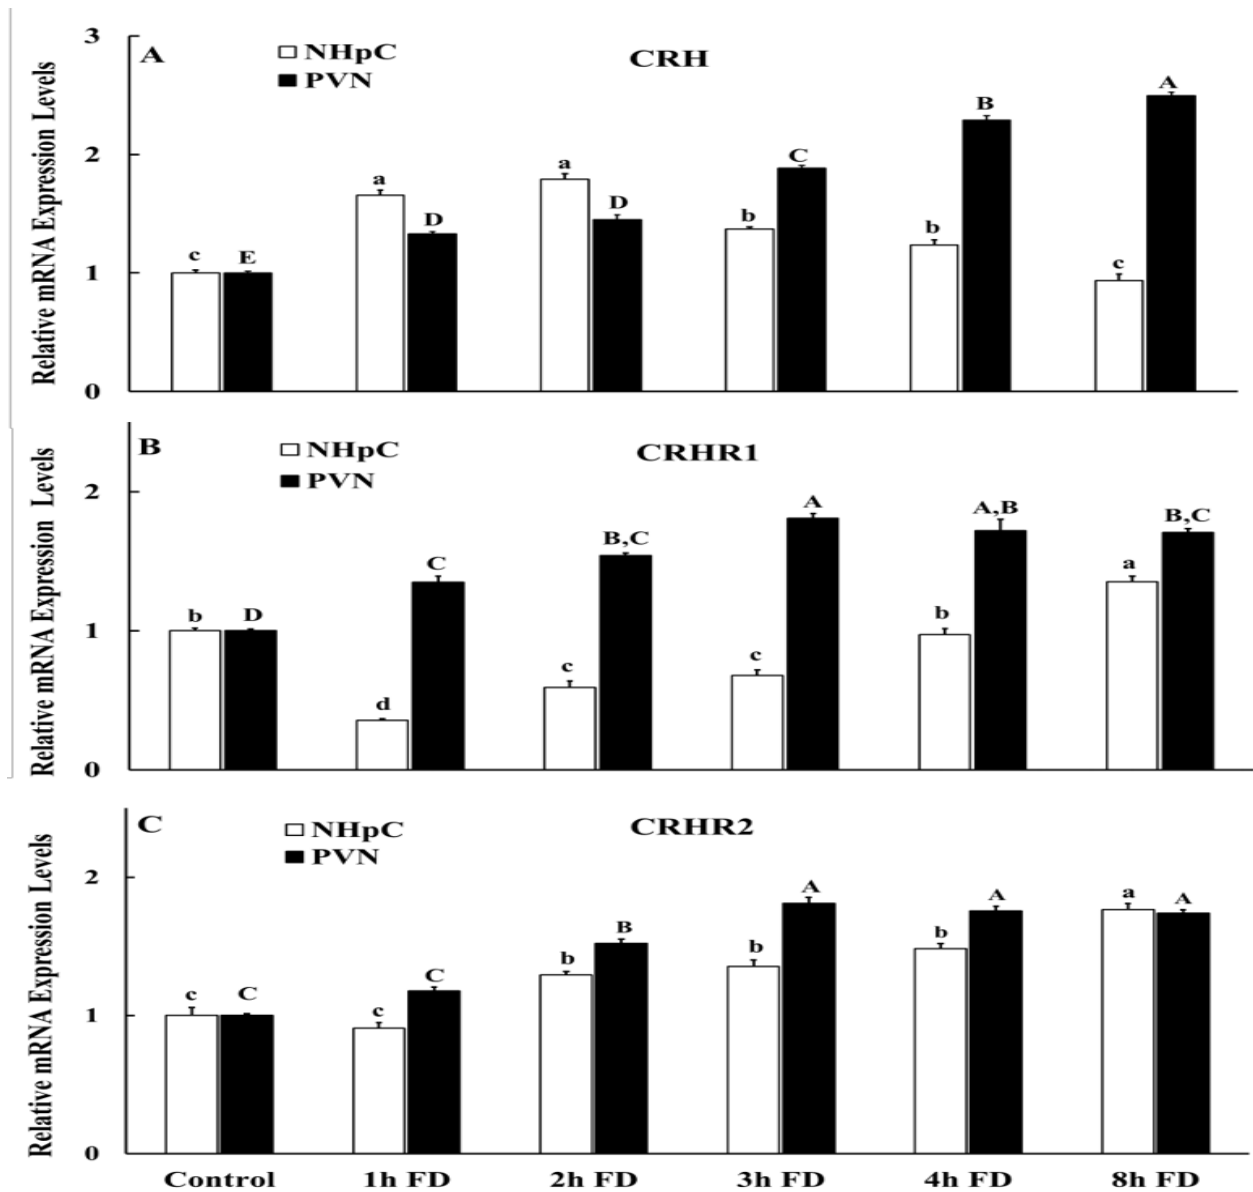 A
NHpC
PVN
CRH
Relative mRNA Expression Levels
3
2
1
0
c E
a D
a D
b C
b B
c A
B
NHpC
PVN
CRHR1
Relative mRNA Expression Levels
2
1
0
b D
d C
c B,C
c A
b A,B
a B,C
C
NHpC
PVN
CRHR2
Relative mRNA Expression Levels
2
1
0
c C
c C
b B
b A
b A
a A
Control 1h FD 2h FD 3h FD 4h FD 8h FD